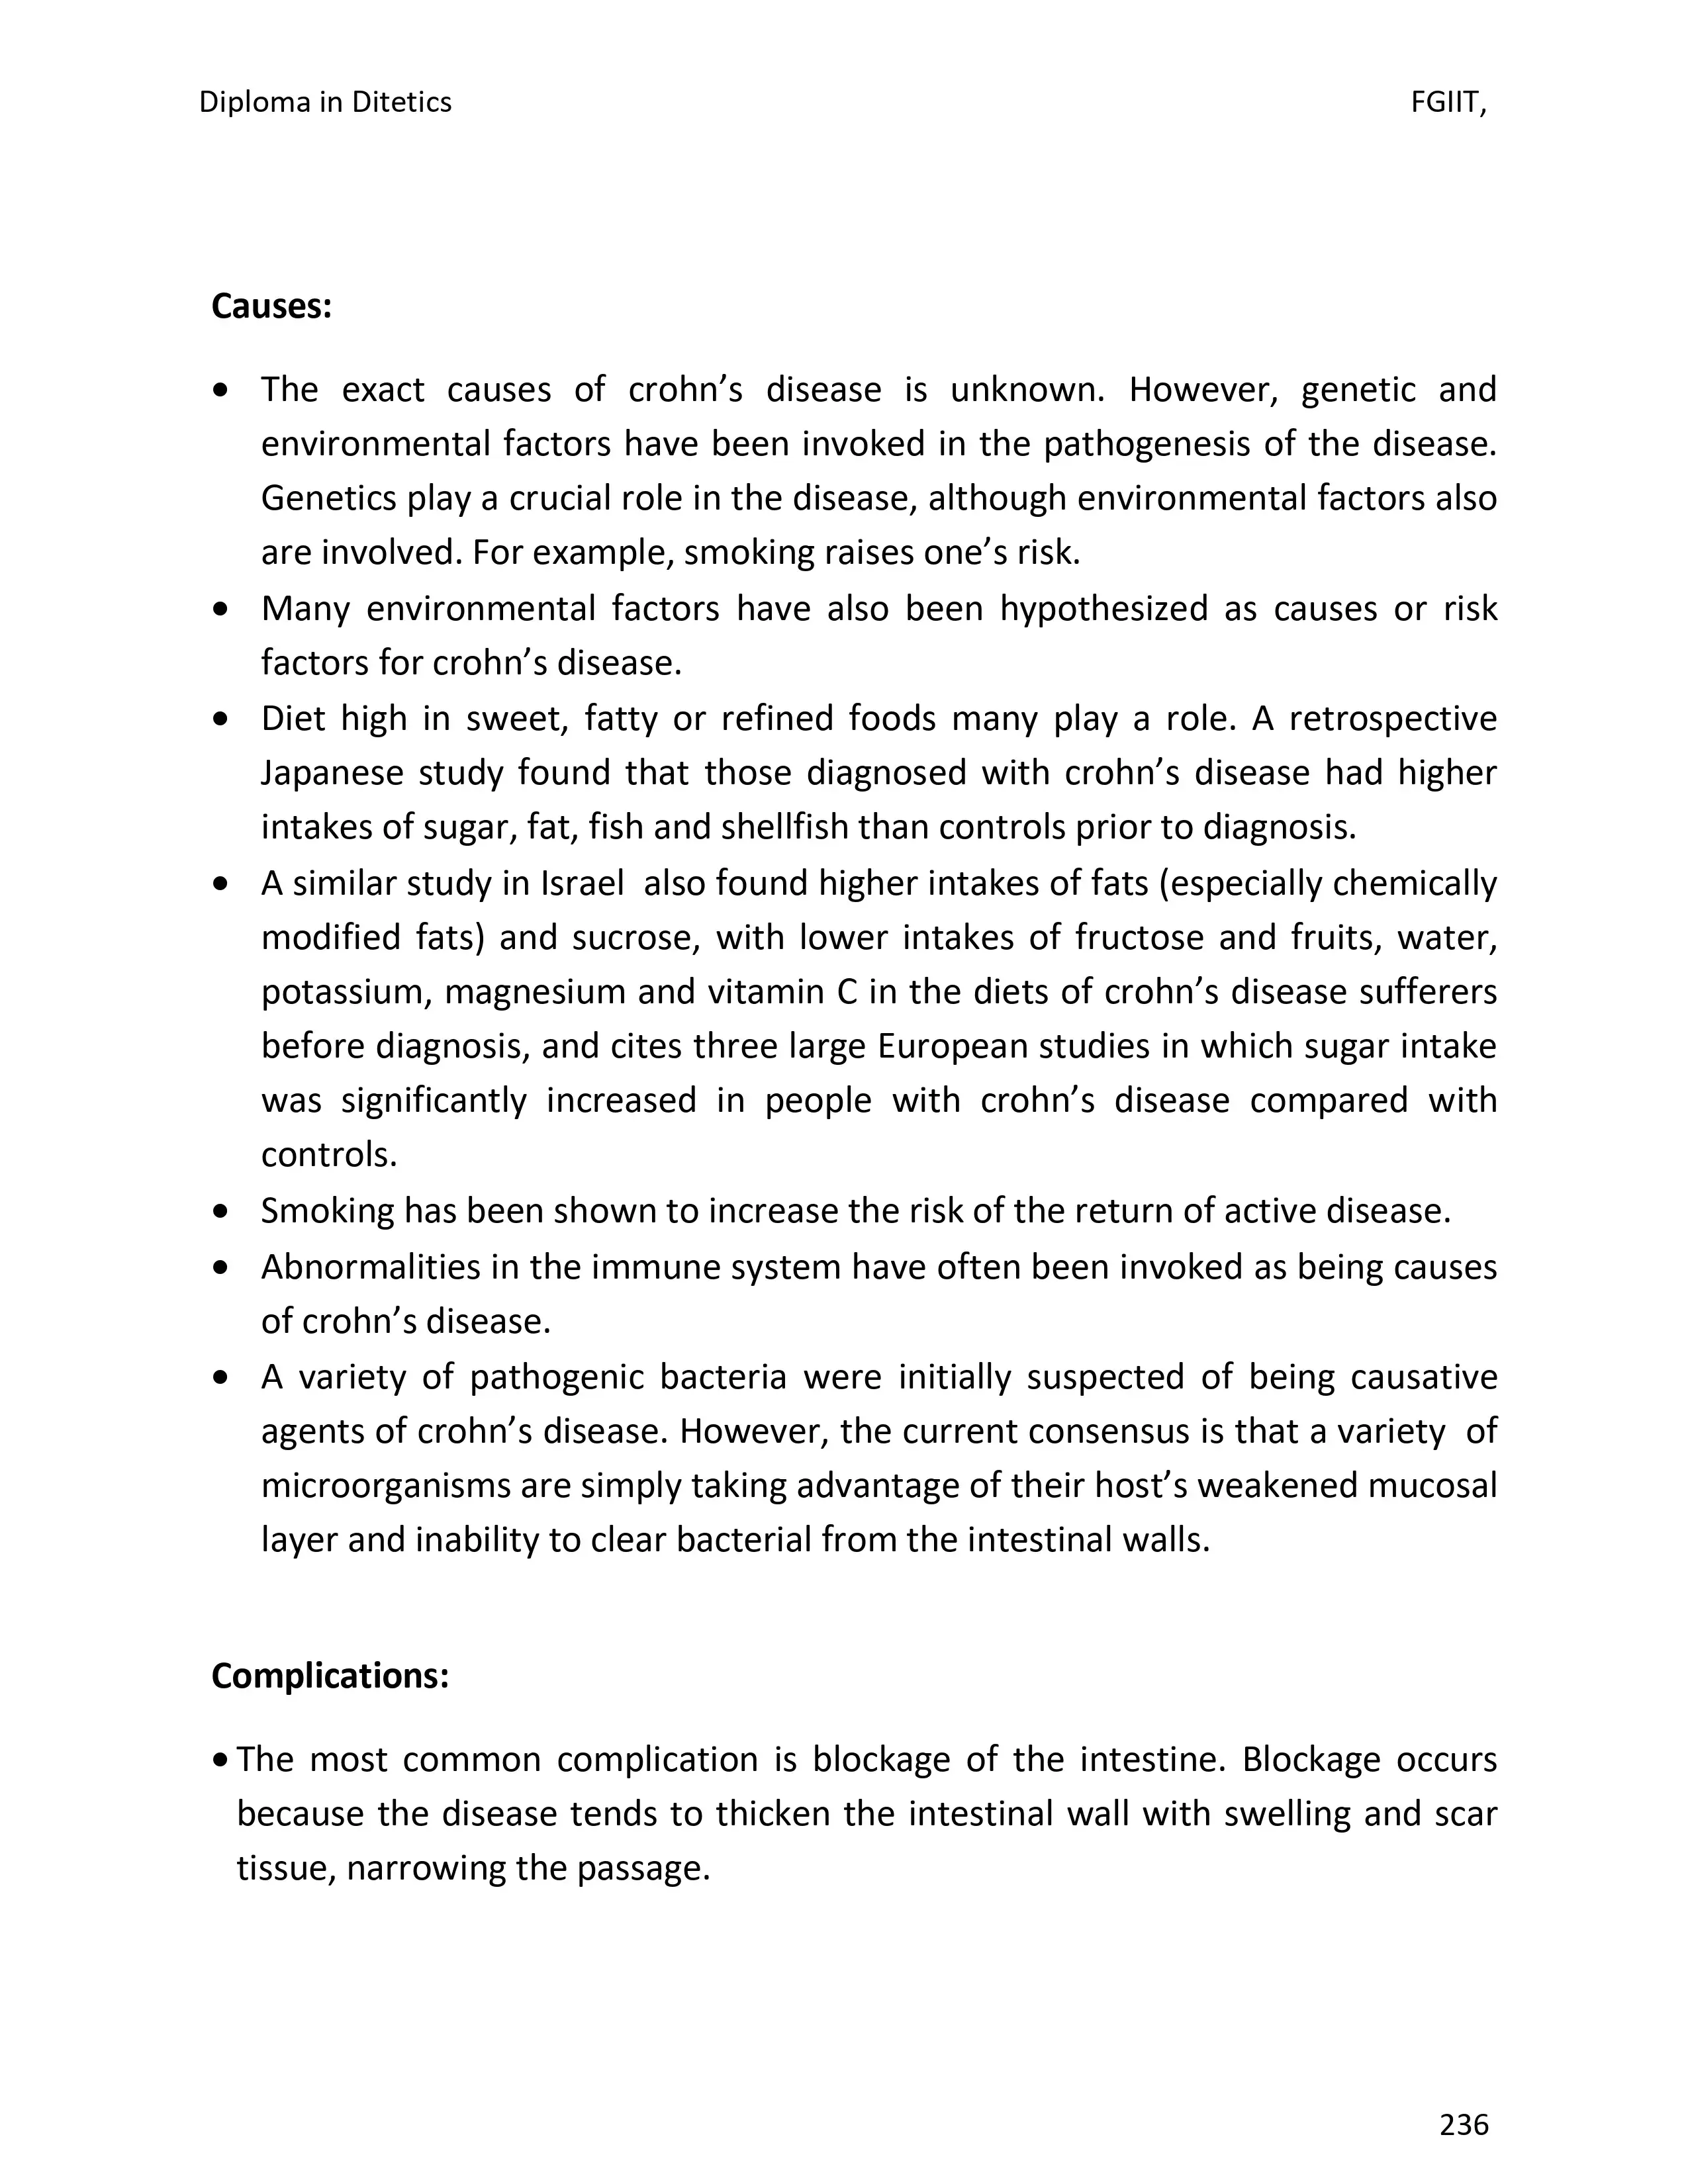 Diploma in Ditetics FGIIT,
Causes:
• The exact causes of crohn’s disease is unknown. However, genetic and
environmental factors have been invoked in the pathogenesis of the disease.
Genetics play a crucial role in the disease, although environmental factors also
are involved. For example, smoking raises one’s risk.
• Many environmental factors have also been hypothesized as causes or risk
factors for crohn’s disease.
• Diet high in sweet, fatty or refined foods many play a role. A retrospective
Japanese study found that those diagnosed with crohn’s disease had higher
intakes of sugar, fat, fish and shellfish than controls prior to diagnosis.
• A similar study in Israel also found higher intakes of fats (especially chemically
modified fats) and sucrose, with lower intakes of fructose and fruits, water,
potassium, magnesium and vitamin C in the diets of crohn’s disease sufferers
before diagnosis, and cites three large European studies in which sugar intake
was significantly increased in people with crohn’s disease compared with
controls.
• Smoking has been shown to increase the risk of the return of active disease.
• Abnormalities in the immune system have often been invoked as being causes
of crohn’s disease.
• A variety of pathogenic bacteria were initially suspected of being causative
agents of crohn’s disease. However, the current consensus is that a variety of
microorganisms are simply taking advantage of their host’s weakened mucosal
layer and inability to clear bacterial from the intestinal walls.
Complications:
• The most common complication is blockage of the intestine. Blockage occurs
because the disease tends to thicken the intestinal wall with swelling and scar
tissue, narrowing the passage.
236